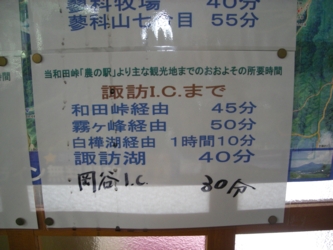 蓼科牧場 40分
蓼科山七合目 55分
当和田峠「農の駅」より主な観光地までのおおよその所要時間
諏訪I.C.まで
和田峠経由 45分
霧ヶ峰経由 50分
白樺湖経由 1時間10分
諏訪湖 40分
岡谷I.C. 30分